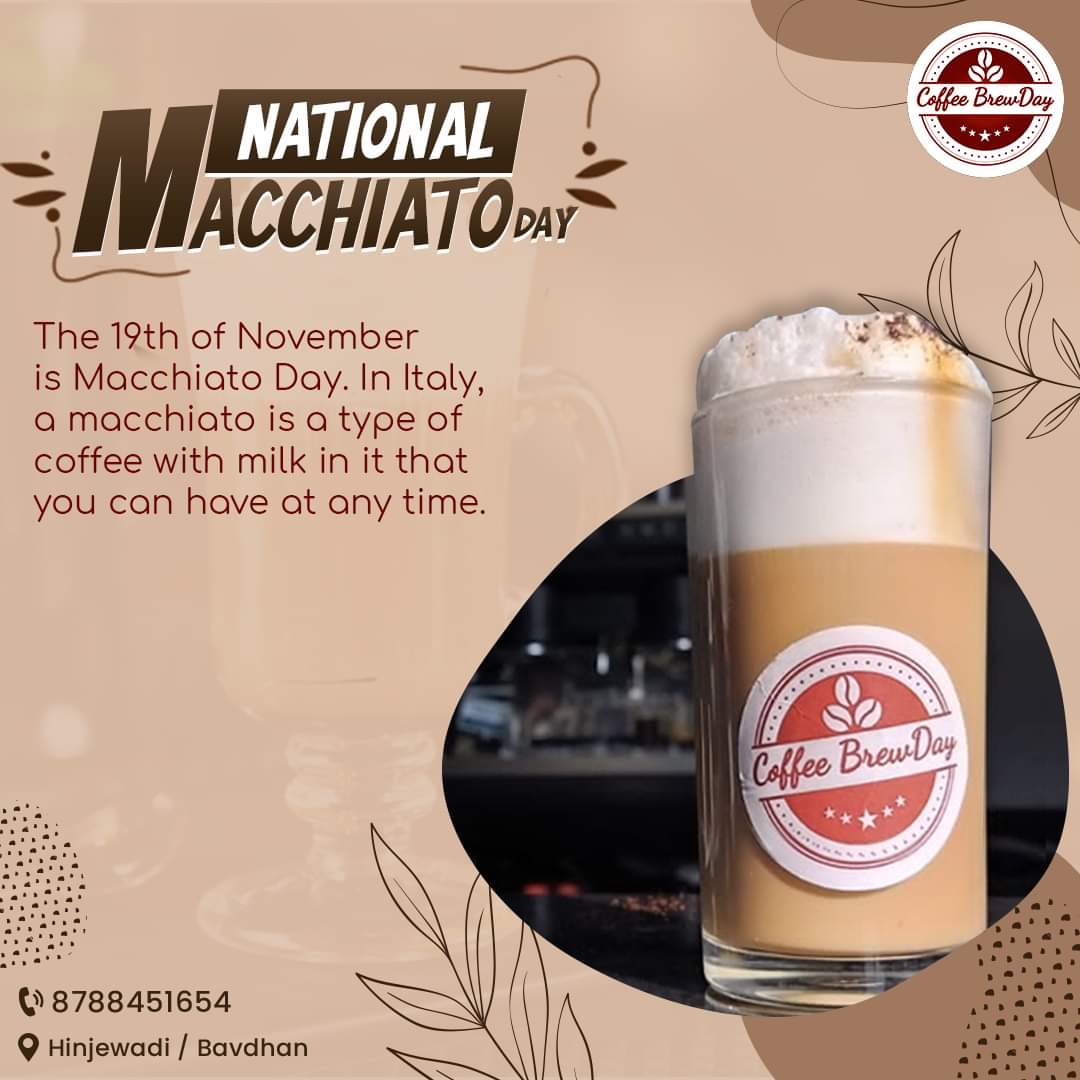 Coffee BrewDay
NATIONAL
MACCHIATO DAY
The 19th of November
is Macchiato Day. In Italy,
a macchiato is a type of
coffee with milk in it that
you can have at any time.
Coffee BrewDay
8788451654
Hinjewadi / Bavdhan